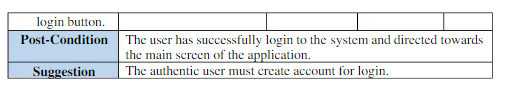 login button.
Post-Condition The user has successfully login to the system and directed towards
the main screen of the application.
Suggestion The authentic user must create account for login.